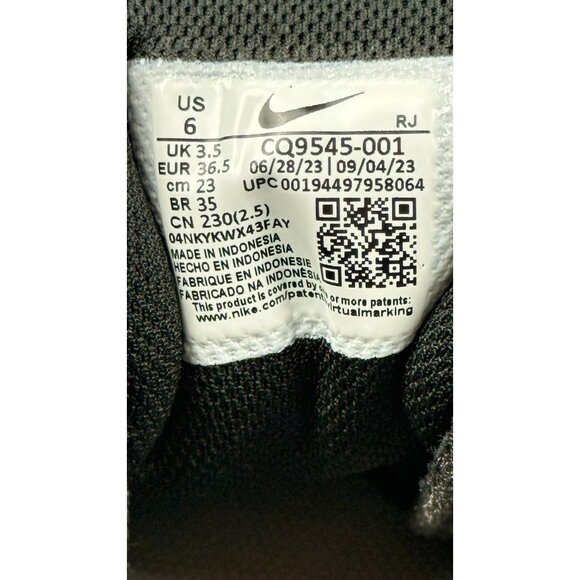 US
6
RJ
UK 3.5
EUR 36.5
cm 23
BR 35
CN 230(2.5)
04NKYKWX43FAY
CQ9545-001
06/28/23 | 09/04/23
UPC 00194497958064
MADE IN INDONESIA
HECHO EN INDONESIA
FABRIQUE EN INDONESIE
FABRICADO NA INDONÉSIA
This product is covered by one or more patents:
www.nike.com/patent virtualmarking